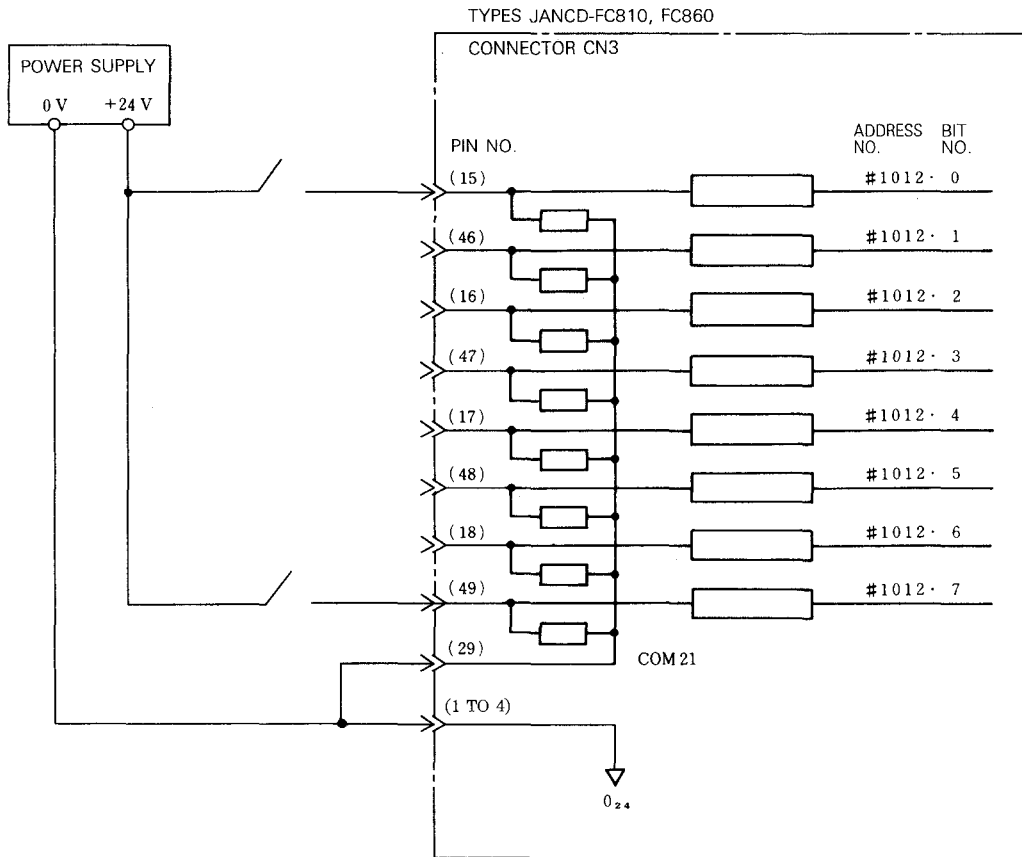 TYPES JANCD-FC810, FC860
CONNECTOR CN3
POWER SUPPLY
0 V +24 V
PIN NO.
ADDRESS NO. BIT NO.
(15) #1012· 0
(46) #1012· 1
(16) #1012· 2
(47) #1012· 3
(17) #1012· 4
(48) #1012· 5
(18) #1012· 6
(49) #1012· 7
(29) COM 21
(1 TO 4)
0₂₄